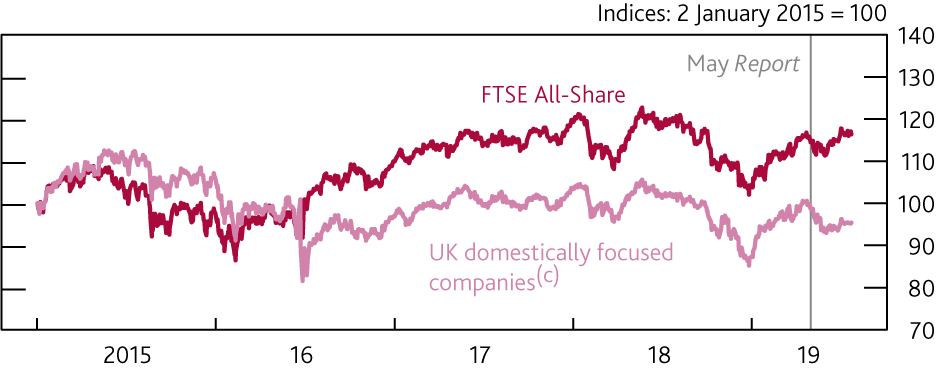 Indices: 2 January 2015 = 100
140
May Report
130
FTSE All-Share
120
110
100
90
UK domestically focused
companies(c)
80
70
2015 16 17 18 19